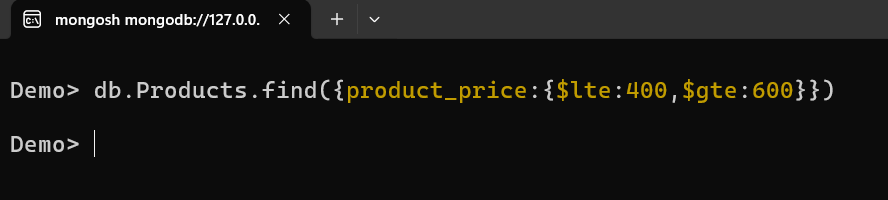 mongosh mongodb://127.0.0.
Demo> db.Products.find({product_price:{$lte:400,$gte:600}})
Demo>